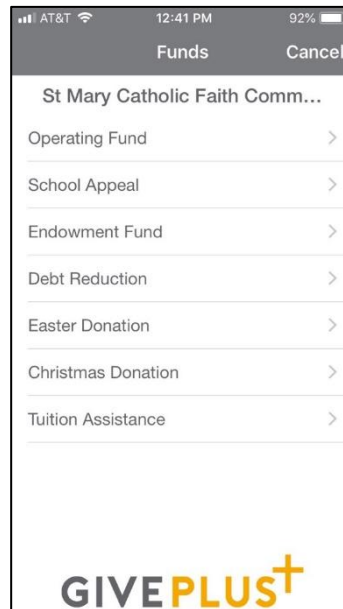 AT&T 12:41 PM 92%
Funds Cancel
St Mary Catholic Faith Comm...
Operating Fund
School Appeal
Endowment Fund
Debt Reduction
Easter Donation
Christmas Donation
Tuition Assistance
GIVEPLUS+